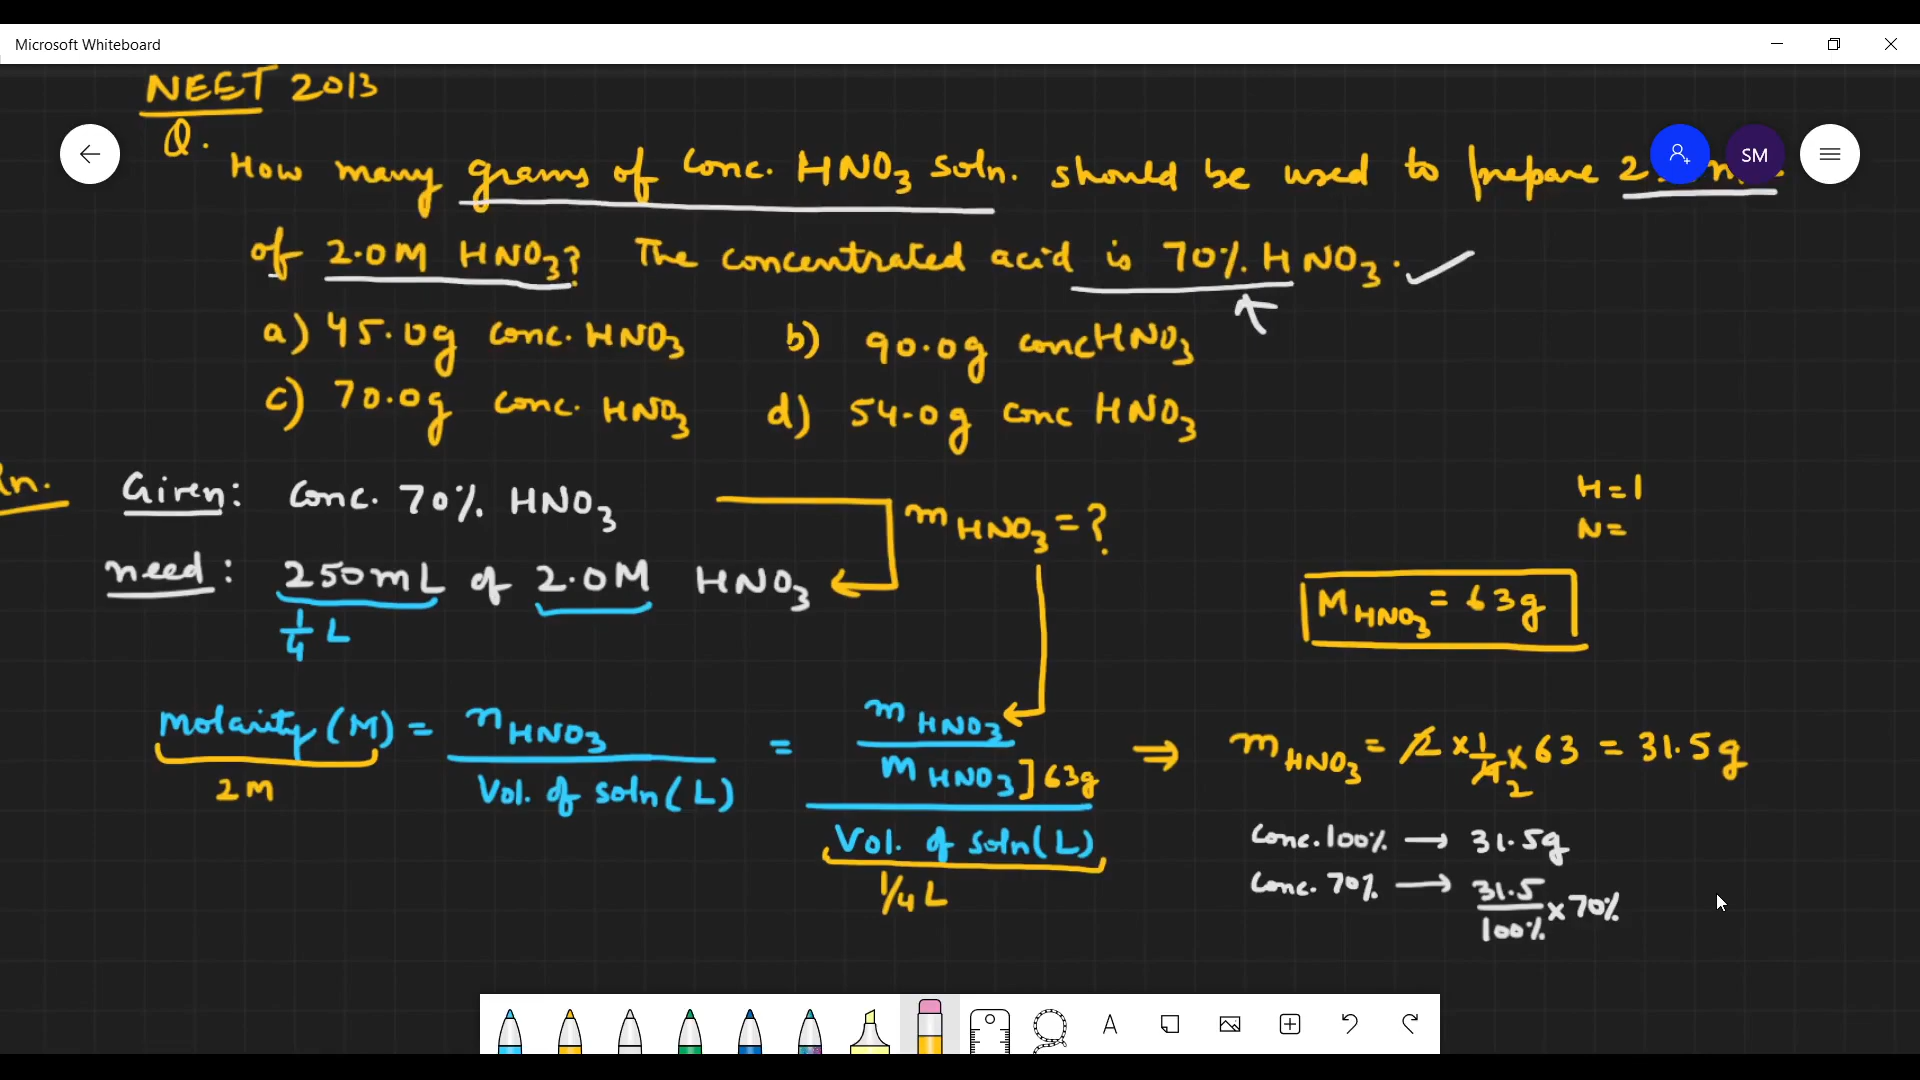 Microsoft Whiteboard
NEET 2013
Q.
How many grams of conc. HNO3 soln. should be used to prepare
SM
of 2.0M HNO3? The concentrated acid is 70% HNO3.
a) 45.0g conc. HNO3 b) 90.0g conc HNO3
c) 70.0g conc. HNO3 d) 54.0g conc HNO3
Given: Conc. 70% HNO3
mHNO3 = ?
H = 1
N =
need: 250mL of 2.0M HNO3
1/4 L
MHNO3 = 63g
Molarity (M) = nHNO3 / Vol. of soln (L) = mHNO3 / MHNO3 ] 63g / Vol. of soln (L) ⇒ mHNO3 = 2 × 1/4 2 × 63 = 31.5g
2M
1/4 L
Conc. 100% → 31.5g
Conc. 70% → 31.5/100% × 70%
A